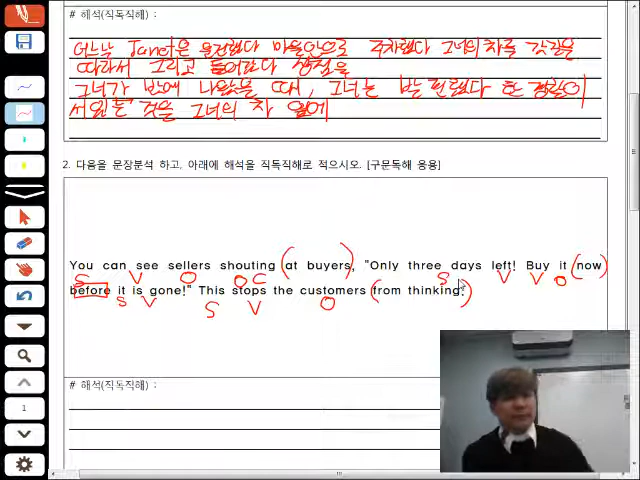 # 해석(직독직해) :
어느날 Janet은 운전했다 마을안으로 주차했다 그녀의 차를 갓길을
따라서 그리고 들어갔다 상점을
그녀가 밖에 나왔을 때, 그녀는 발견했다 한 경찰이
서있는 것을 그녀의 차 옆에
2. 다음을 문장분석 하고, 아래에 해석을 직독직해로 적으시오. [구문독해 응용]
You can see sellers shouting (at buyers), "Only three days left! Buy it (now)
S V O OC S V V O
before it is gone!" This stops the customers (from thinking.)
S V S V O
# 해석(직독직해) :
1